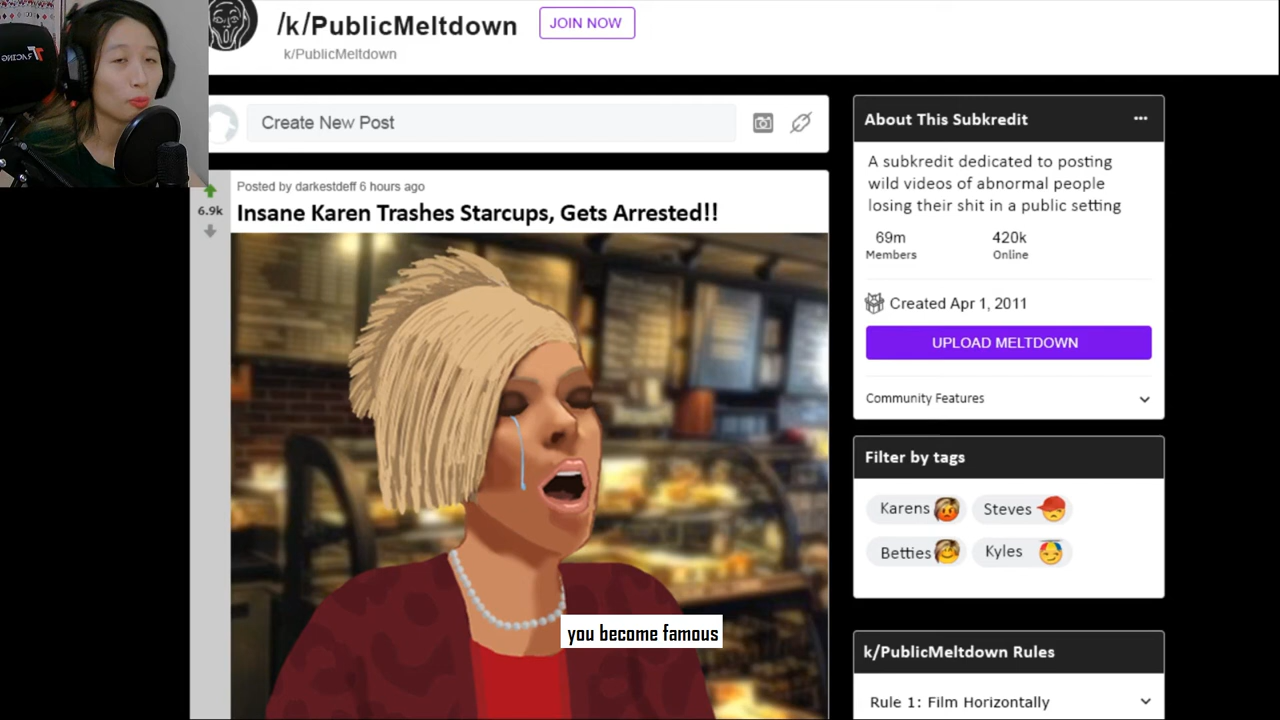 /k/PublicMeltdown
JOIN NOW
k/PublicMeltdown
Create New Post
Posted by darkestdeff 6 hours ago
6.9k
Insane Karen Trashes Starcups, Gets Arrested!!
you become famous
About This Subkredit
A subkredit dedicated to posting
wild videos of abnormal people
losing their shit in a public setting
69m 420k
Members Online
Created Apr 1, 2011
UPLOAD MELTDOWN
Community Features
Filter by tags
Karens Steves
Betties Kyles
k/PublicMeltdown Rules
Rule 1: Film Horizontally